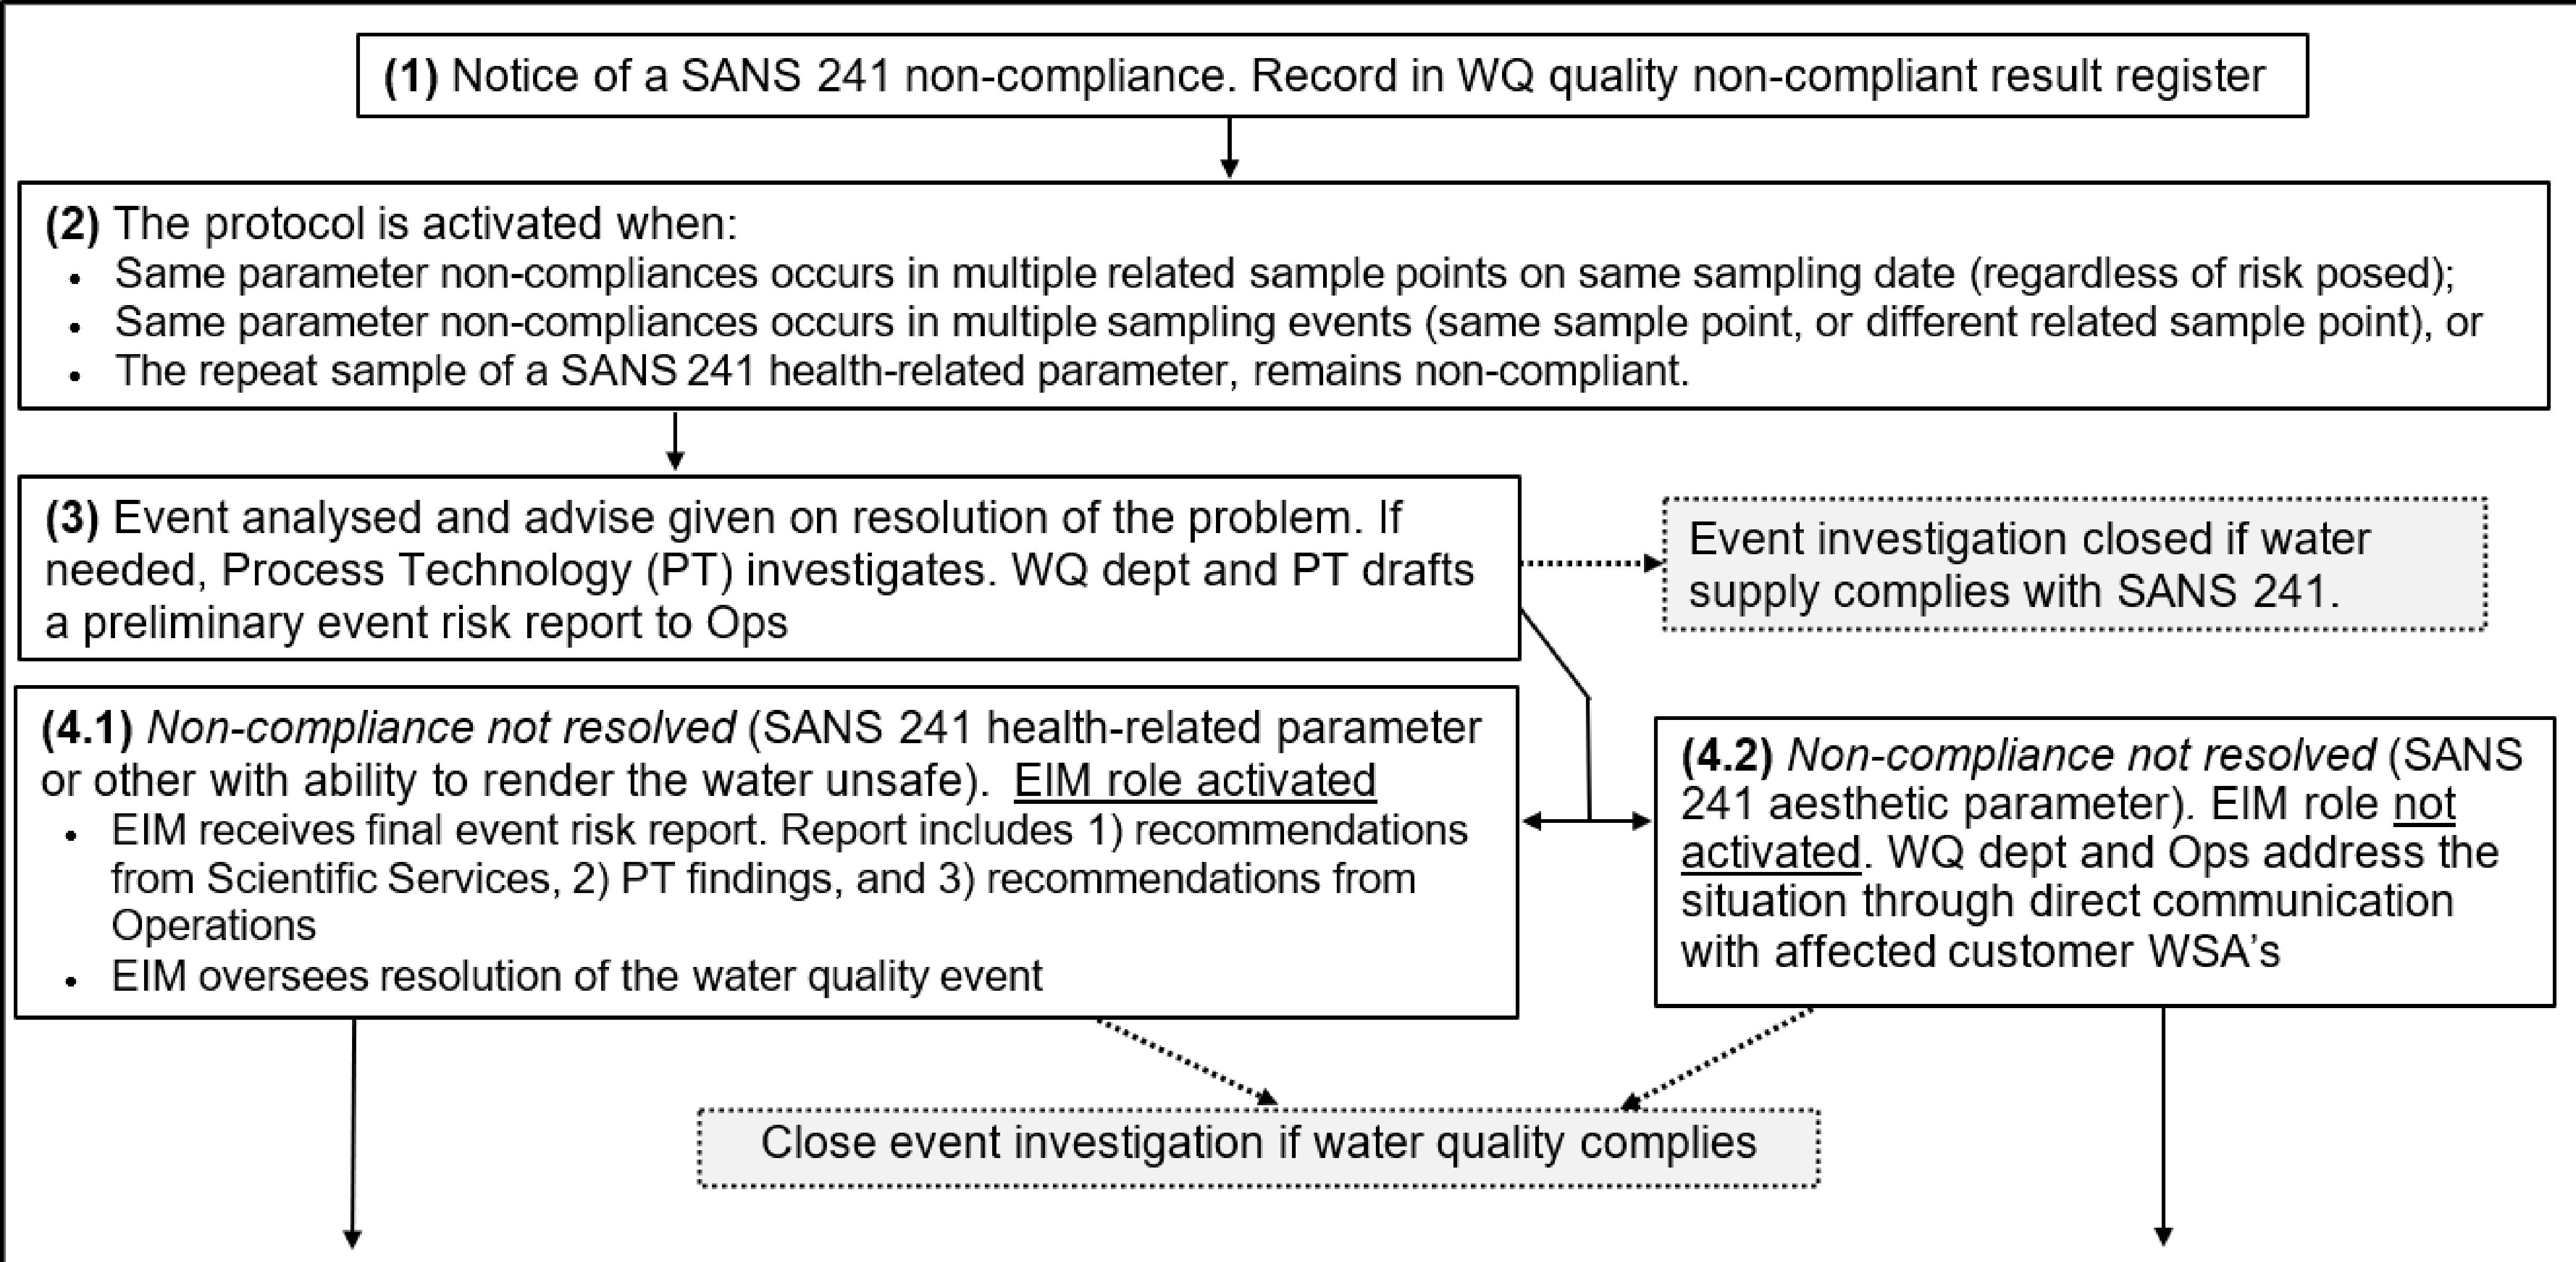 (1) Notice of a SANS 241 non-compliance. Record in WQ quality non-compliant result register
(2) The protocol is activated when:
• Same parameter non-compliances occurs in multiple related sample points on same sampling date (regardless of risk posed);
• Same parameter non-compliances occurs in multiple sampling events (same sample point, or different related sample point), or
• The repeat sample of a SANS 241 health-related parameter, remains non-compliant.
(3) Event analysed and advise given on resolution of the problem. If
needed, Process Technology (PT) investigates. WQ dept and PT drafts
a preliminary event risk report to Ops
Event investigation closed if water
supply complies with SANS 241.
(4.1) Non-compliance not resolved (SANS 241 health-related parameter
or other with ability to render the water unsafe). EIM role activated
• EIM receives final event risk report. Report includes 1) recommendations
from Scientific Services, 2) PT findings, and 3) recommendations from
Operations
• EIM oversees resolution of the water quality event
(4.2) Non-compliance not resolved (SANS
241 aesthetic parameter). EIM role not
activated. WQ dept and Ops address the
situation through direct communication
with affected customer WSA's
Close event investigation if water quality complies